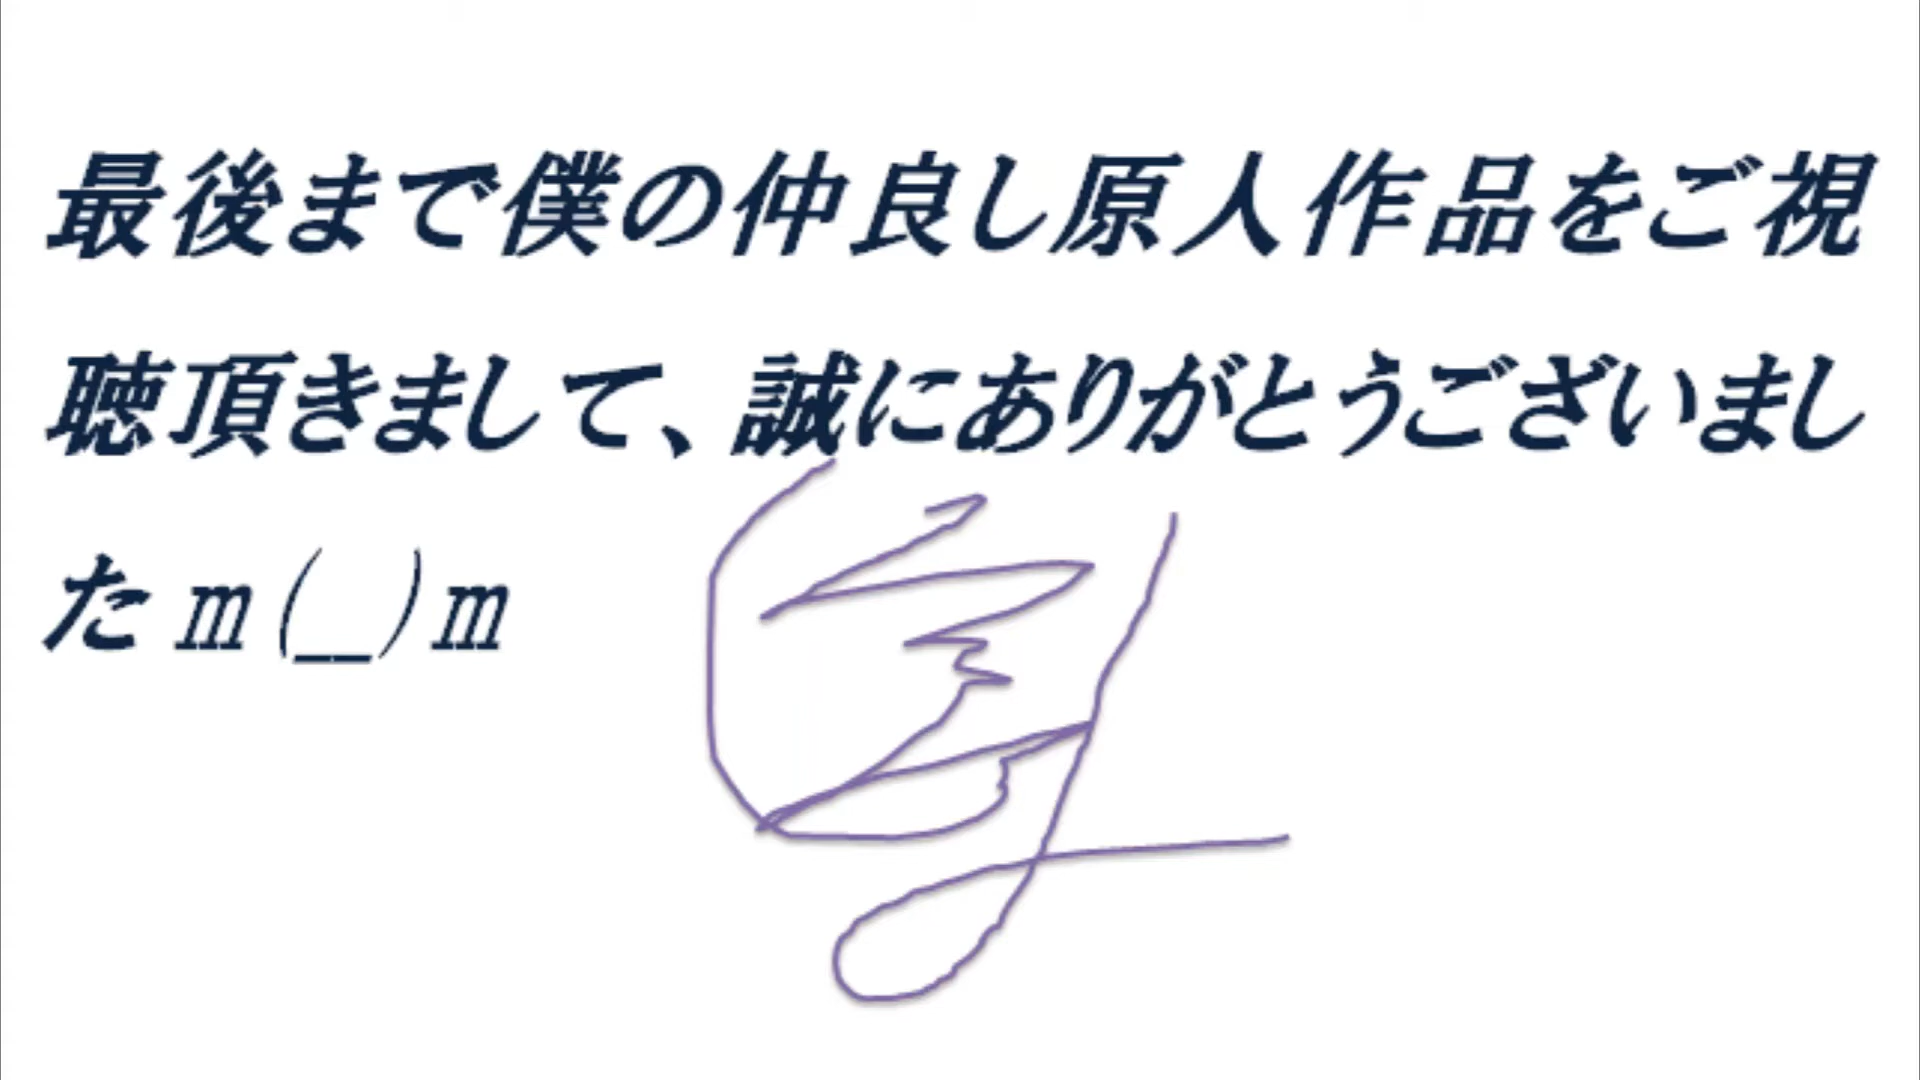 最後まで僕の仲良し原人作品をご視
聴頂きまして、誠にありがとうございまし
たm(__)m